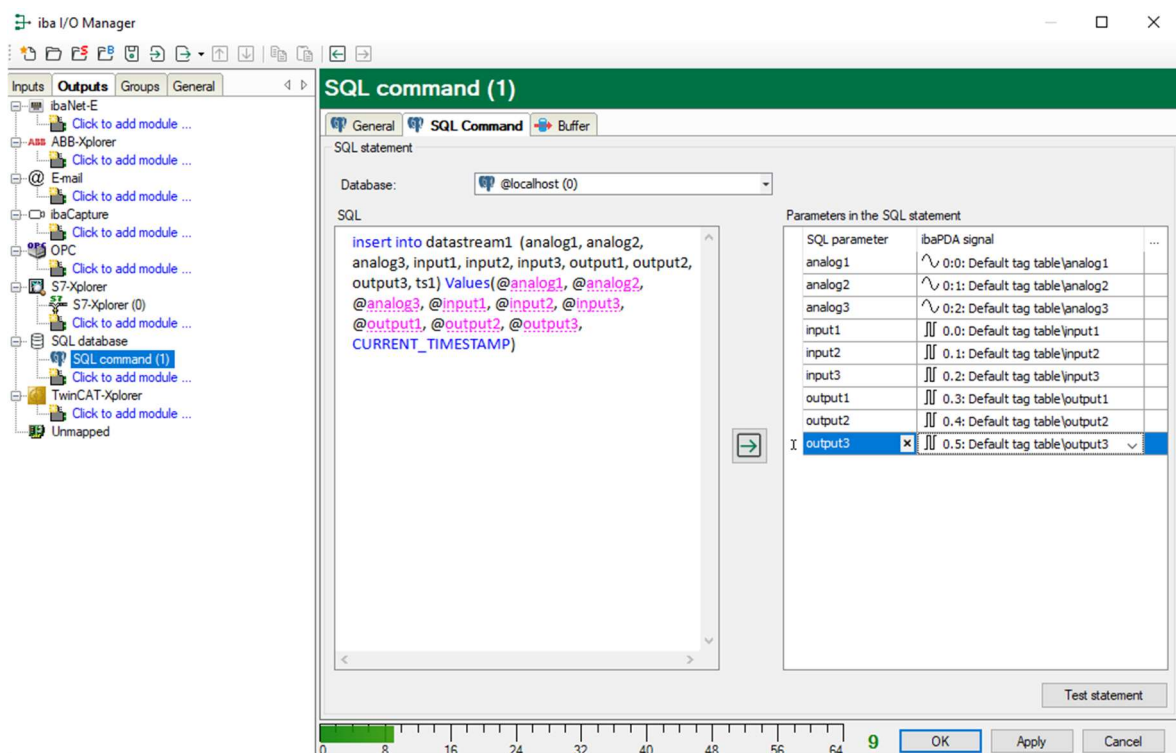 iba I/O Manager
Inputs Outputs Groups General
ibaNet-E
Click to add module ...
ABB ABB-Xplorer
Click to add module ...
E-mail
Click to add module ...
ibaCapture
Click to add module ...
OPC OPC
Click to add module ...
S7-Xplorer
S7 S7-Xplorer (0)
Click to add module ...
SQL database
SQL command (1)
Click to add module ...
TwinCAT-Xplorer
Click to add module ...
Unmapped
SQL command (1)
General SQL Command Buffer
SQL statement
Database: @localhost (0)
SQL
insert into datastream1 (analog1, analog2,
analog3, input1, input2, input3, output1, output2,
output3, ts1) Values(@analog1, @analog2,
@analog3, @input1, @input2, @input3,
@output1, @output2, @output3,
CURRENT_TIMESTAMP)
Parameters in the SQL statement
SQL parameter ibaPDA signal ...
analog1 0:0: Default tag table\analog1
analog2 0:1: Default tag table\analog2
analog3 0:2: Default tag table\analog3
input1 0.0: Default tag table\input1
input2 0.1: Default tag table\input2
input3 0.2: Default tag table\input3
output1 0.3: Default tag table\output1
output2 0.4: Default tag table\output2
output3 0.5: Default tag table\output3
Test statement
0 8 16 24 32 40 48 56 64 9 OK Apply Cancel